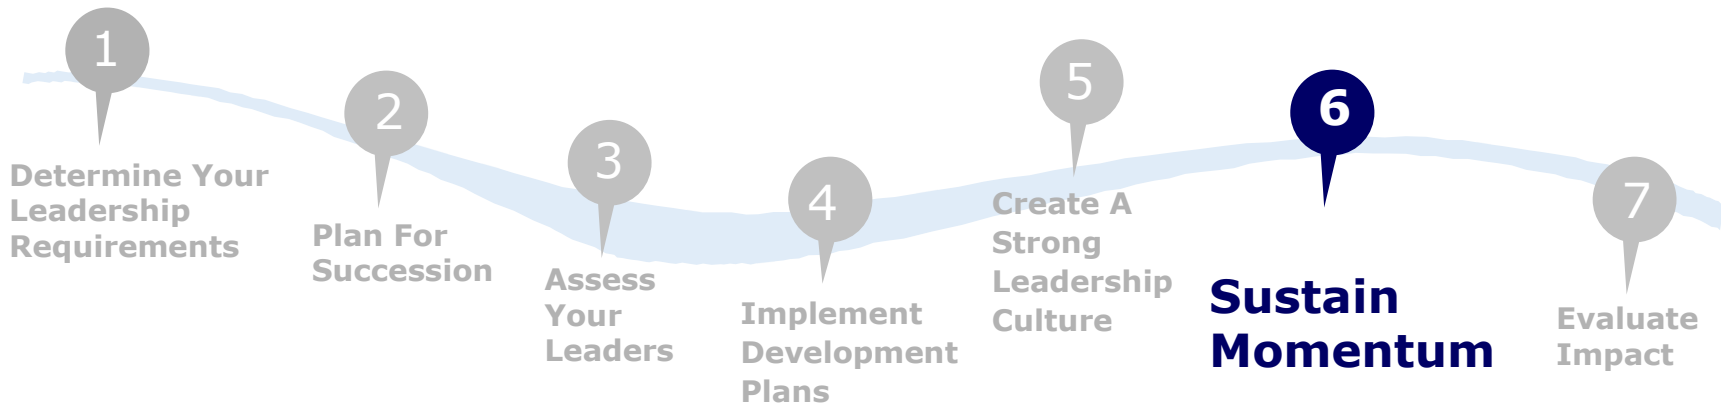 1
Determine Your
Leadership
Requirements
2
Plan For
Succession
3
Assess
Your
Leaders
4
Implement
Development
Plans
5
Create A
Strong
Leadership
Culture
6
Sustain
Momentum
7
Evaluate
Impact